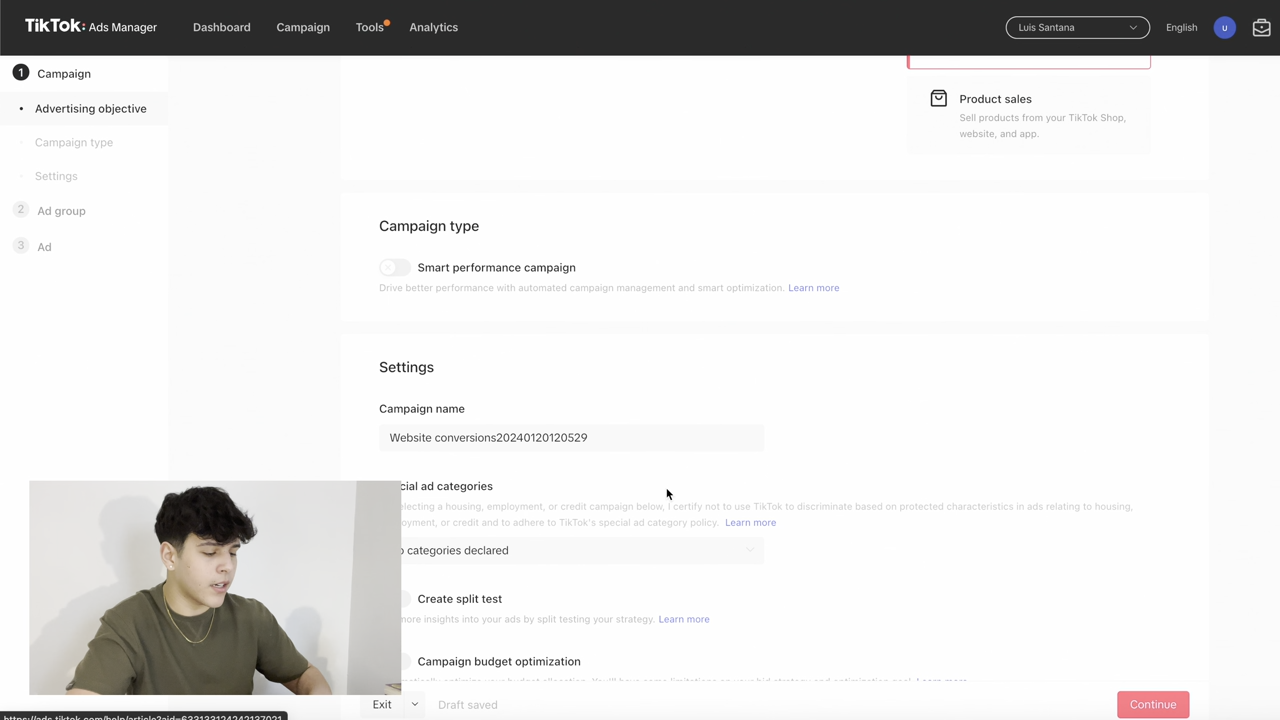 TikTok: Ads Manager
Dashboard
Campaign
Tools
Analytics
Luis Santana
English
u
1 Campaign
Advertising objective
Campaign type
Settings
2 Ad group
3 Ad
Product sales
Sell products from your TikTok Shop,
website, and app.
Campaign type
Smart performance campaign
Drive better performance with automated campaign management and smart optimization. Learn more
Settings
Campaign name
Website conversions20240120120529
cial ad categories
electing a housing, employment, or credit campaign below, I certify not to use TikTok to discriminate based on protected characteristics in ads relating to housing,
oyment, or credit and to adhere to TikTok's special ad category policy. Learn more
o categories declared
Create split test
more insights into your ads by split testing your strategy. Learn more
Campaign budget optimization
Exit
Draft saved
Continue